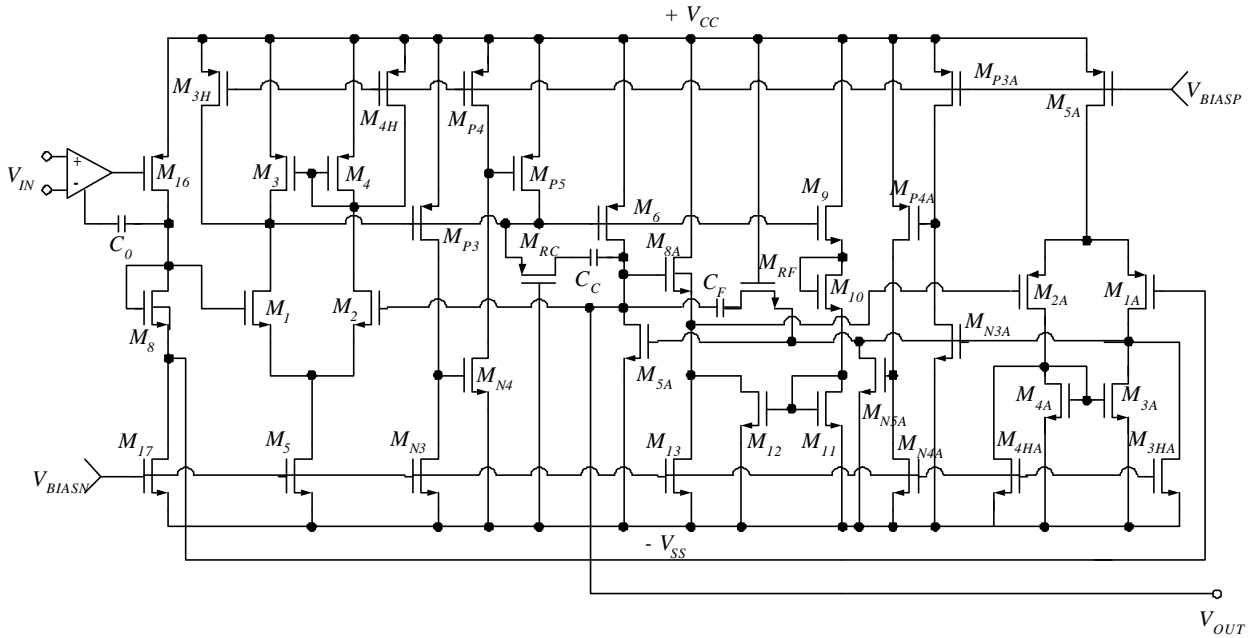 + V_CC
M_3H
M_4H
M_P4
M_P3A
M_5A
V_BIASP
V_IN
+
-
M_16
M_3
M_4
M_P5
M_9
M_P4A
C_0
M_P3
M_RC
C_C
M_6
M_8A
C_F
M_RF
M_10
M_2A
M_1A
M_8
M_1
M_2
M_N4
M_5A
M_N3A
M_N5A
M_4A
M_3A
M_17
M_5
M_N3
M_13
M_12
M_11
M_N4A
M_4HA
M_3HA
V_BIASN
- V_SS
V_OUT